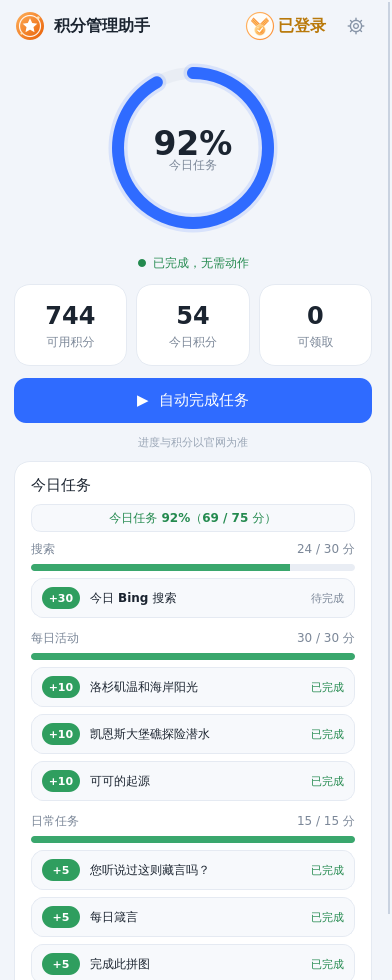 积分管理助手
已登录
92%
今日任务
已完成，无需动作
744
可用积分
54
今日积分
0
可领取
▶ 自动完成任务
进度与积分以官网为准
今日任务
今日任务 92%（69 / 75 分）
搜索 24 / 30 分
+30 今日 Bing 搜索 待完成
每日活动 30 / 30 分
+10 洛杉矶温和海岸阳光 已完成
+10 凯恩斯大堡礁探险潜水 已完成
+10 可可的起源 已完成
日常任务 15 / 15 分
+5 您听说过这则藏言吗？ 已完成
+5 每日箴言 已完成
+5 完成此拼图 已完成